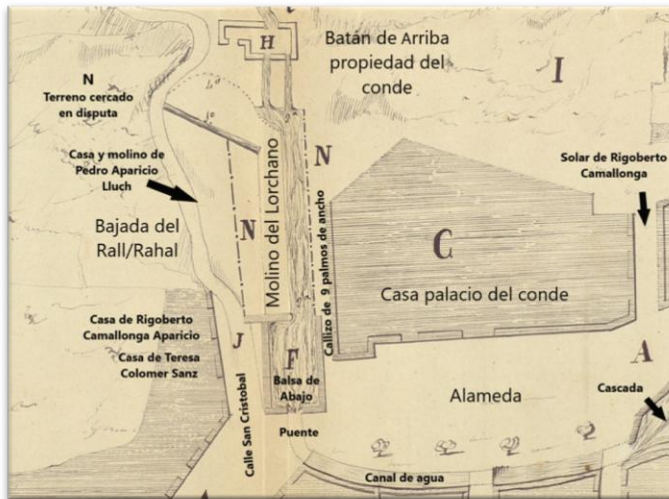 H
Batán de Arriba
propiedad del
conde
I
N
Terreno cercado
en disputa
Casa y molino de
Pedro Aparicio
Lluch
N
Solar de Rigoberto
Camallonga
Bajada del
Rall/Rahal
N
Molino del Lorchano
Callizo de 9 palmos de ancho
C
Casa palacio del conde
Casa de Rigoberto
Camallonga Aparicio
Casa de Teresa
Colomer Sanz
J
Calle San Cristobal
F
Balsa de
Abajo
Puente
A
Alameda
Cascada
Canal de agua